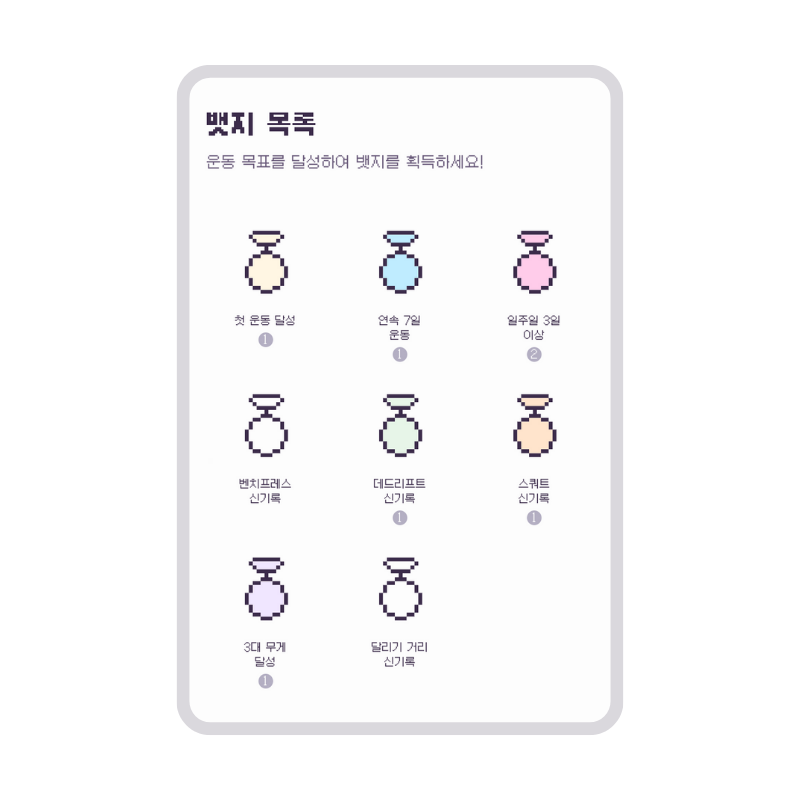 뱃지 목록
운동 목표를 달성하여 뱃지를 획득하세요!
첫 운동 달성
1
연속 7일
운동
1
일주일 3일
이상
2
벤치프레스
신기록
데드리프트
신기록
1
스쿼트
신기록
1
3대 무게
달성
1
달리기 거리
신기록